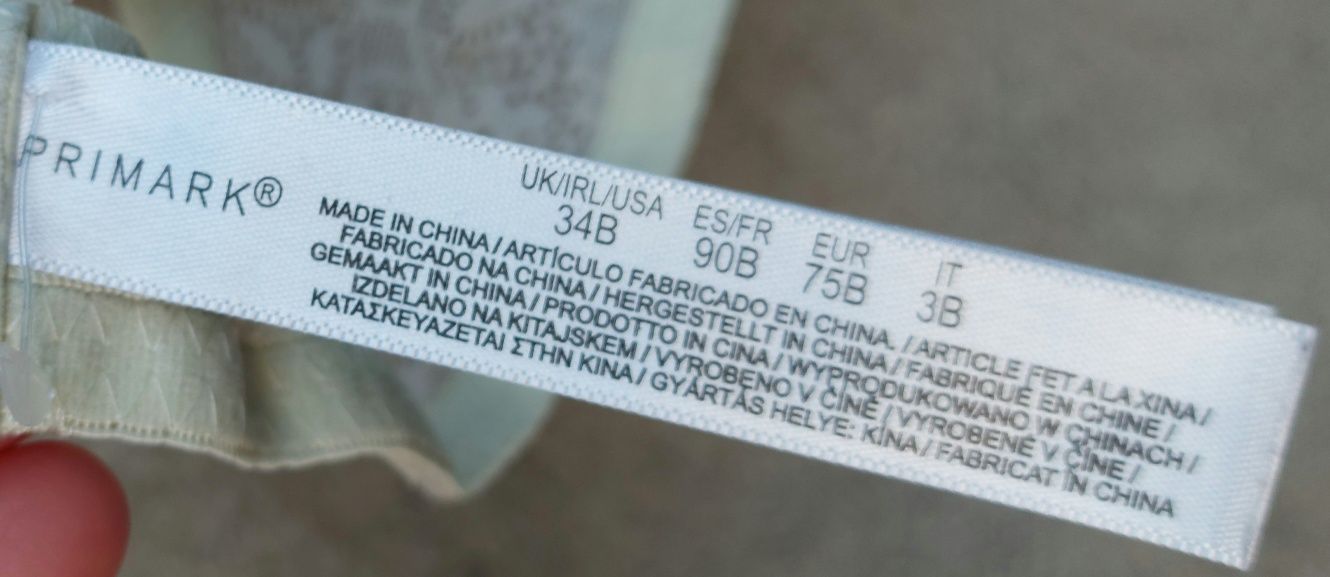 PRIMARK®
UK/IRL/USA ES/FR EUR IT
34B 90B 75B 3B
MADE IN CHINA / ARTÍCULO FABRICADO EN CHINA. / ARTICLE FET A LA XINA /
FABRICADO NA CHINA / HERGESTELLT IN CHINA / FABRIQUÉ EN CHINE /
GEMAAKT IN CHINA / PRODOTTO IN CINA / WYPRODUKOWANO W CHINACH /
IZDELANO NA KITAJSKEM / VYROBENO V ČÍNĚ / VYROBENÉ V ČÍNE /
ΚΑΤΑΣΚΕΥΑΖΕΤΑΙ ΣΤΗΝ ΚΙΝΑ / GYÁRTÁS HELYE: KÍNA / FABRICAT ÎN CHINA